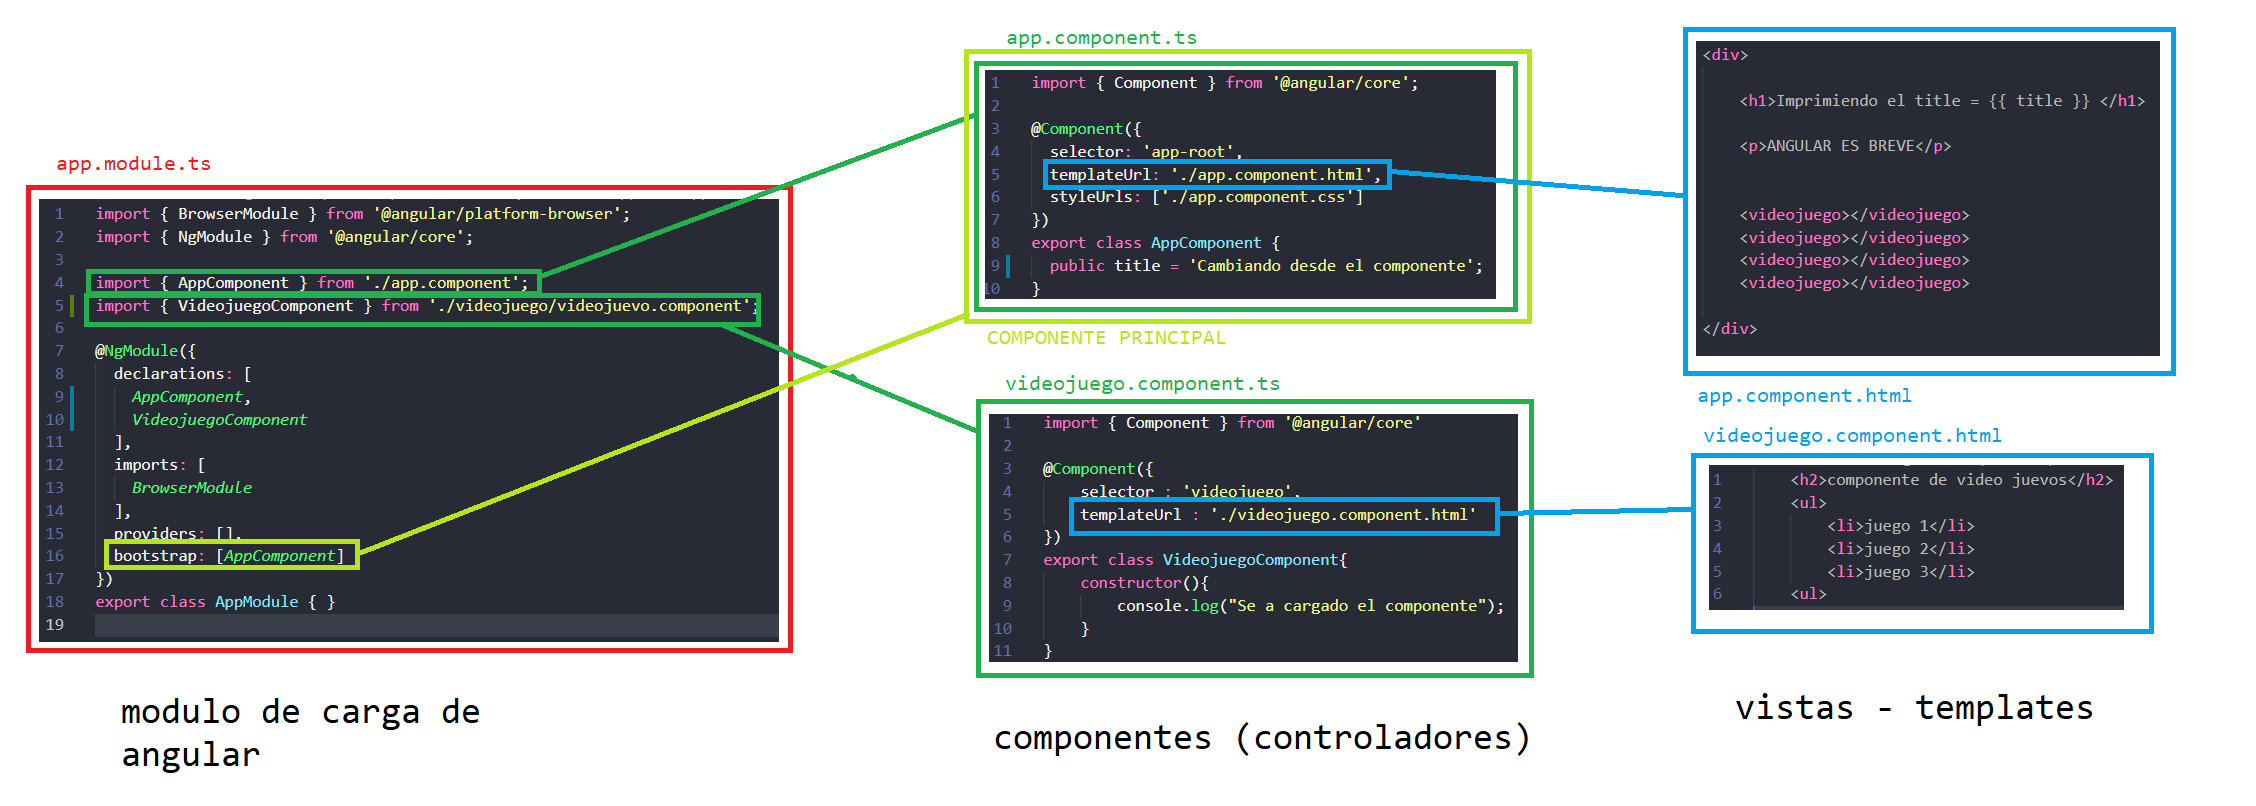 app.module.ts
1 import { BrowserModule } from '@angular/platform-browser';
2 import { NgModule } from '@angular/core';
3
4 import { AppComponent } from './app.component';
5 import { VideojuegoComponent } from './videojuego/videojuevo.component';
6
7 @NgModule({
8 declarations: [
9 AppComponent,
10 VideojuegoComponent
11 ],
12 imports: [
13 BrowserModule
14 ],
15 providers: [],
16 bootstrap: [AppComponent]
17 })
18 export class AppModule { }
19
modulo de carga de
angular
app.component.ts
1 import { Component } from '@angular/core';
2
3 @Component({
4 selector: 'app-root',
5 templateUrl: './app.component.html',
6 styleUrls: ['./app.component.css']
7 })
8 export class AppComponent {
9 public title = 'Cambiando desde el componente';
10 }
COMPONENTE PRINCIPAL
videojuego.component.ts
1 import { Component } from '@angular/core'
2
3 @Component({
4 selector : 'videojuego',
5 templateUrl : './videojuego.component.html'
6 })
7 export class VideojuegoComponent{
8 constructor(){
9 console.log("Se a cargado el componente");
10 }
11 }
componentes (controladores)
<div>
<h1>Imprimiendo el title = {{ title }} </h1>
<p>ANGULAR ES BREVE</p>
<videojuego></videojuego>
<videojuego></videojuego>
<videojuego></videojuego>
<videojuego></videojuego>
</div>
app.component.html
videojuego.component.html
1 <h2>componente de video juevos</h2>
2 <ul>
3 <li>juego 1</li>
4 <li>juego 2</li>
5 <li>juego 3</li>
6 <ul>
vistas - templates